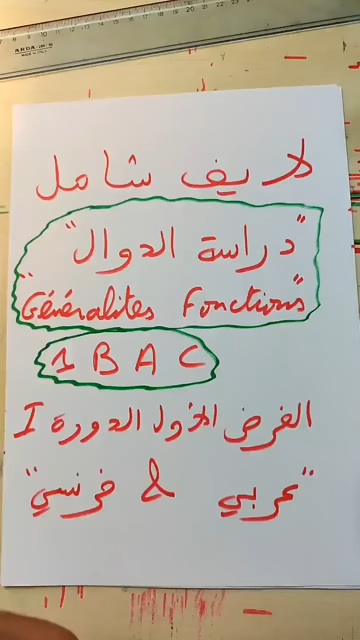 لايف شامل
"دراسة الدوال"
"Généralites Fonctions"
1 BAC
الفرض الأول الدورة I
"عربي & فرنسي"